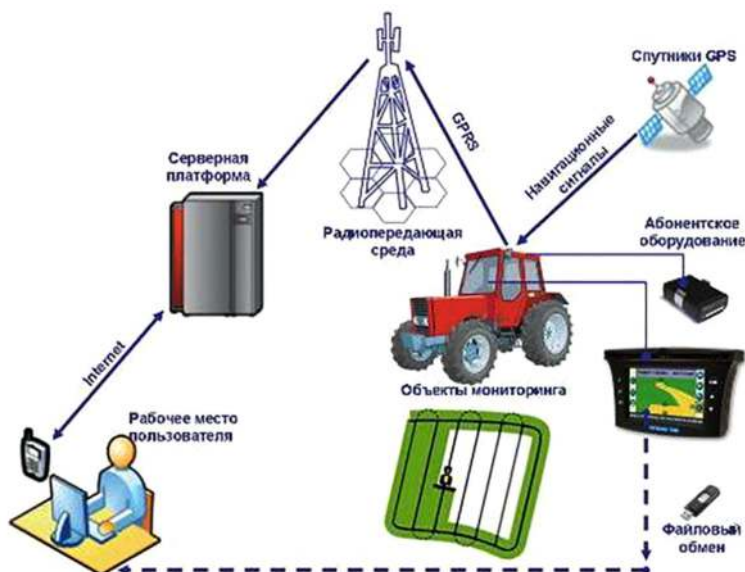 Спутники GPS
GPRS
Навигационные
сигналы
Серверная
платформа
Радиопередающая
среда
Абонентское
оборудование
Internet
Объекты мониторинга
Рабочее место
пользователя
Файловый
обмен